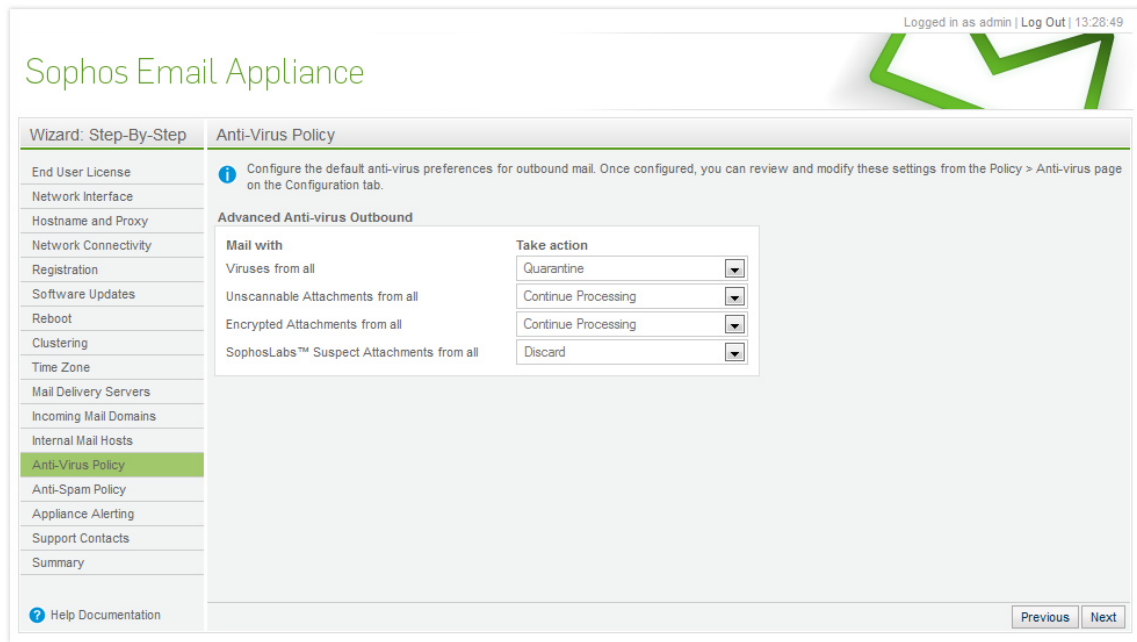 Logged in as admin | Log Out | 13:28:49
Sophos Email Appliance
Wizard: Step-By-Step
End User License
Network Interface
Hostname and Proxy
Network Connectivity
Registration
Software Updates
Reboot
Clustering
Time Zone
Mail Delivery Servers
Incoming Mail Domains
Internal Mail Hosts
Anti-Virus Policy
Anti-Spam Policy
Appliance Alerting
Support Contacts
Summary
Help Documentation
Anti-Virus Policy
Configure the default anti-virus preferences for outbound mail. Once configured, you can review and modify these settings from the Policy > Anti-virus page
on the Configuration tab.
Advanced Anti-virus Outbound
Mail with Take action
Viruses from all Quarantine
Unscannable Attachments from all Continue Processing
Encrypted Attachments from all Continue Processing
SophosLabs™ Suspect Attachments from all Discard
Previous Next